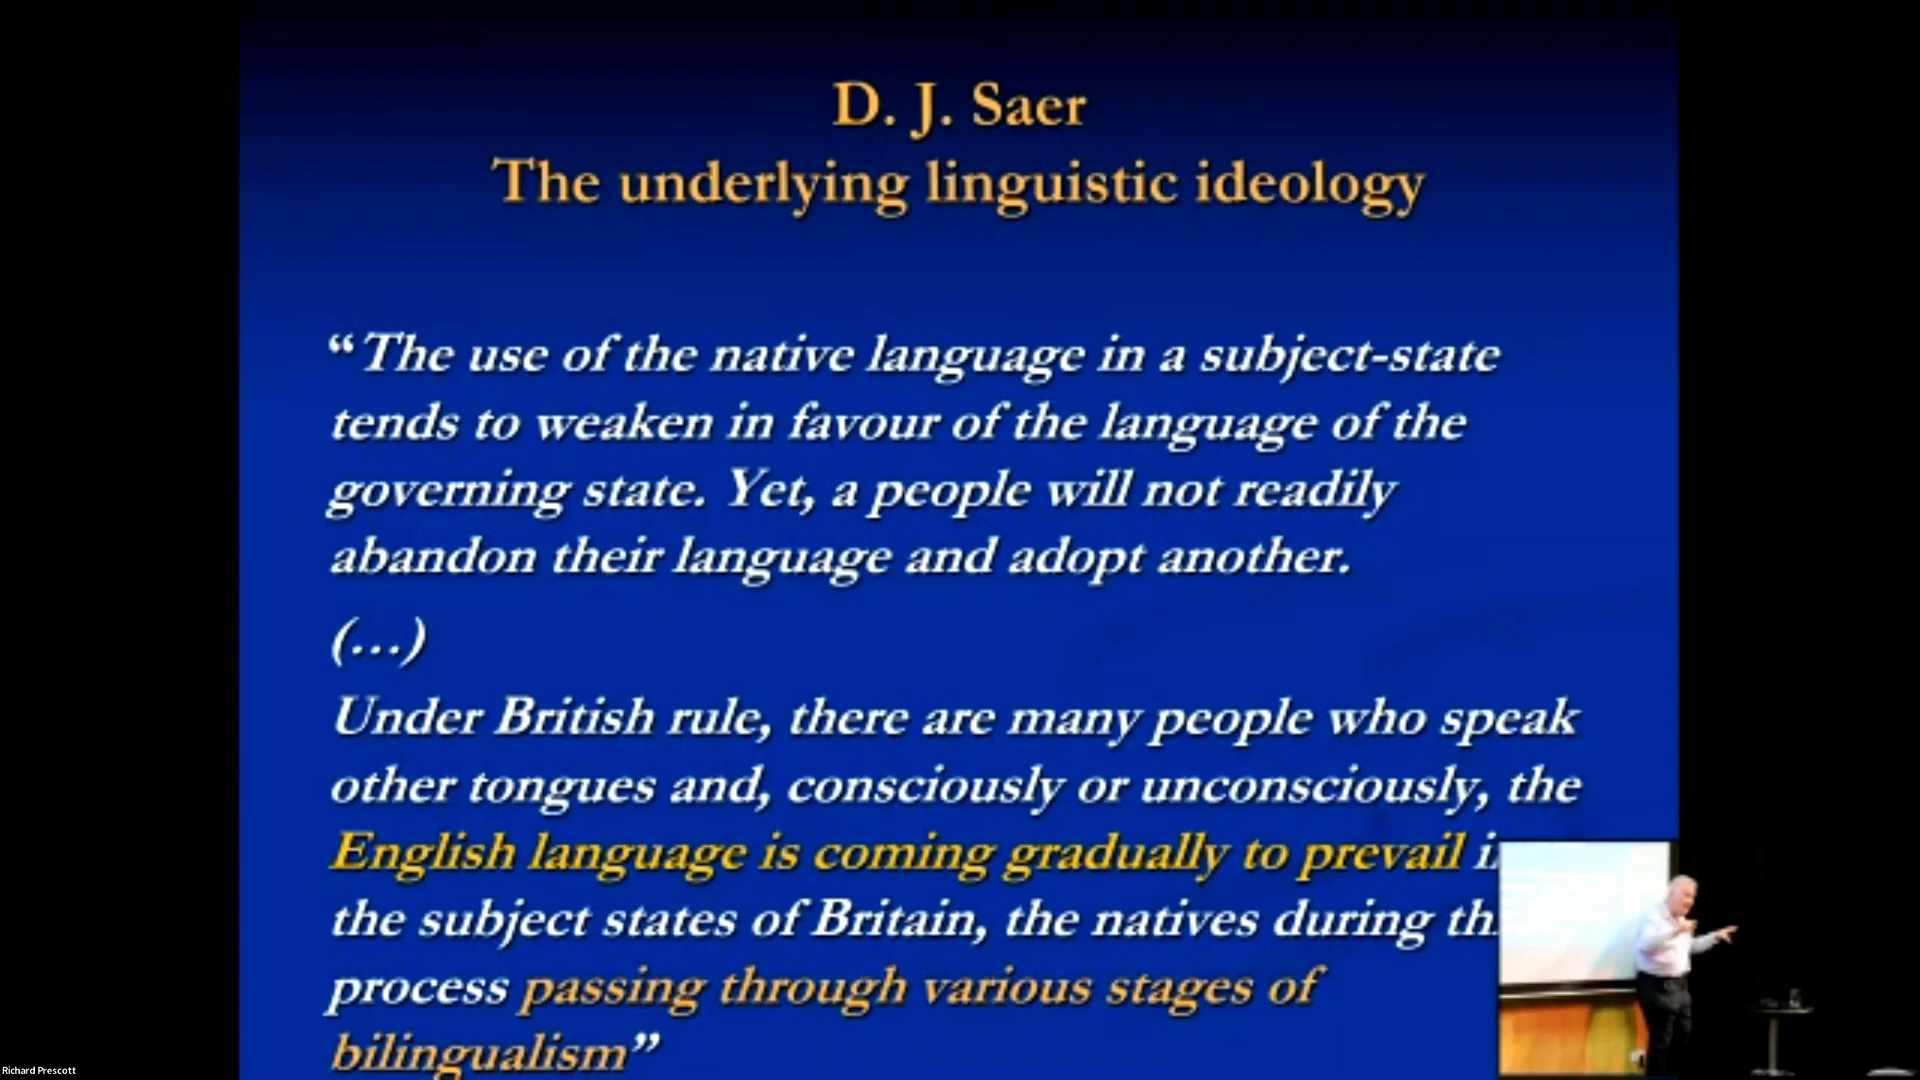 D. J. Saer
The underlying linguistic ideology
“The use of the native language in a subject-state
tends to weaken in favour of the language of the
governing state. Yet, a people will not readily
abandon their language and adopt another.
(…)
Under British rule, there are many people who speak
other tongues and, consciously or unconsciously, the
English language is coming gradually to prevail
the subject states of Britain, the natives during
process passing through various stages of
bilingualism”
Richard Prescott